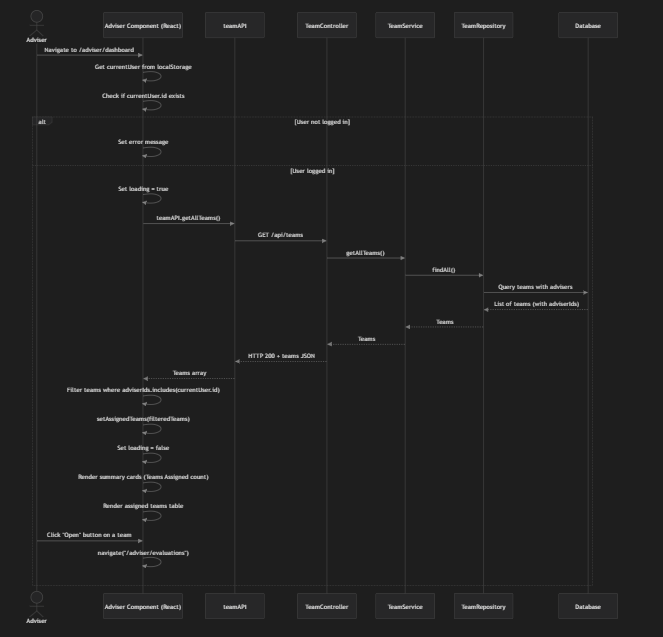 Adviser
Adviser Component (React)
teamAPI
TeamController
TeamService
TeamRepository
Database
Navigate to /adviser/dashboard
Get currentUser from localStorage
Check if currentUser.id exists
alt
[User not logged in]
Set error message
[User logged in]
Set loading = true
teamAPI.getAllTeams()
GET /api/teams
getAllTeams()
findAll()
Query teams with advisers
List of teams (with adviserIds)
Teams
Teams
HTTP 200 + teams JSON
Teams array
Filter teams where adviserIds.includes(currentUser.id)
setAssignedTeams(filteredTeams)
Set loading = false
Render summary cards (Teams Assigned count)
Render assigned teams table
Click "Open" button on a team
navigate("/adviser/evaluations")
Adviser
Adviser Component (React)
teamAPI
TeamController
TeamService
TeamRepository
Database